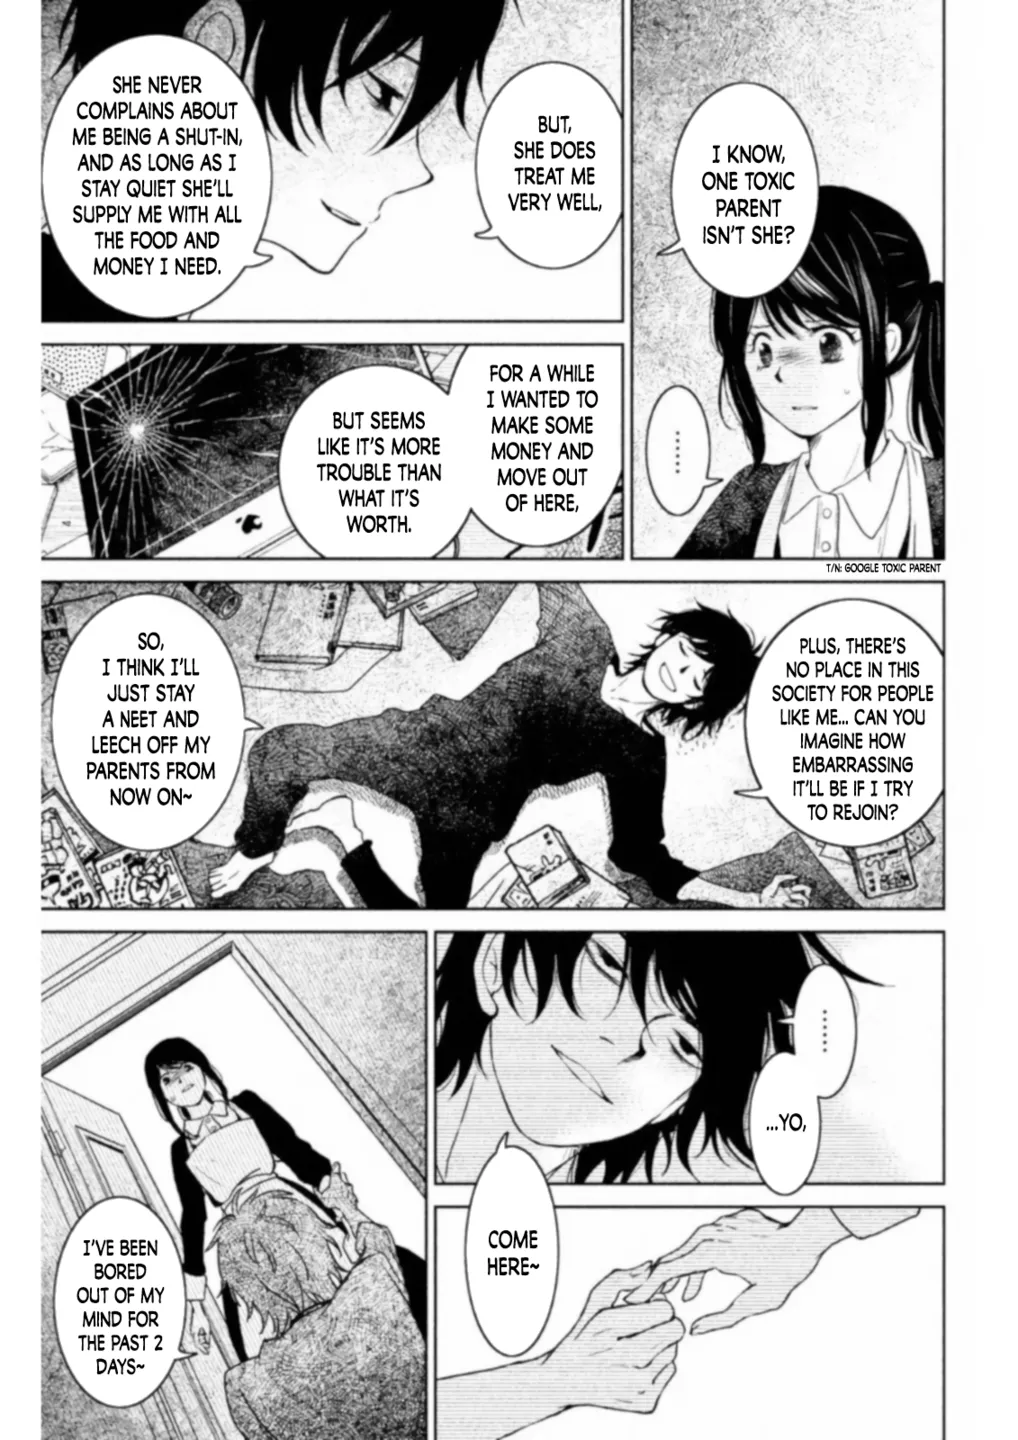 I KNOW,
ONE TOXIC
PARENT
ISN'T SHE?
.......
T/N: GOOGLE TOXIC PARENT
BUT,
SHE DOES
TREAT ME
VERY WELL,
SHE NEVER
COMPLAINS ABOUT
ME BEING A SHUT-IN,
AND AS LONG AS I
STAY QUIET SHE'LL
SUPPLY ME WITH ALL
THE FOOD AND
MONEY I NEED.
FOR A WHILE
I WANTED TO
MAKE SOME
MONEY AND
MOVE OUT
OF HERE,
BUT SEEMS
LIKE IT'S MORE
TROUBLE THAN
WHAT IT'S
WORTH.
PLUS, THERE'S
NO PLACE IN THIS
SOCIETY FOR PEOPLE
LIKE ME... CAN YOU
IMAGINE HOW
EMBARRASSING
IT'LL BE IF I TRY
TO REJOIN?
SO,
I THINK I'LL
JUST STAY
A NEET AND
LEECH OFF MY
PARENTS FROM
NOW ON~
.......
...YO,
COME
HERE~
I'VE BEEN
BORED
OUT OF MY
MIND FOR
THE PAST 2
DAYS~